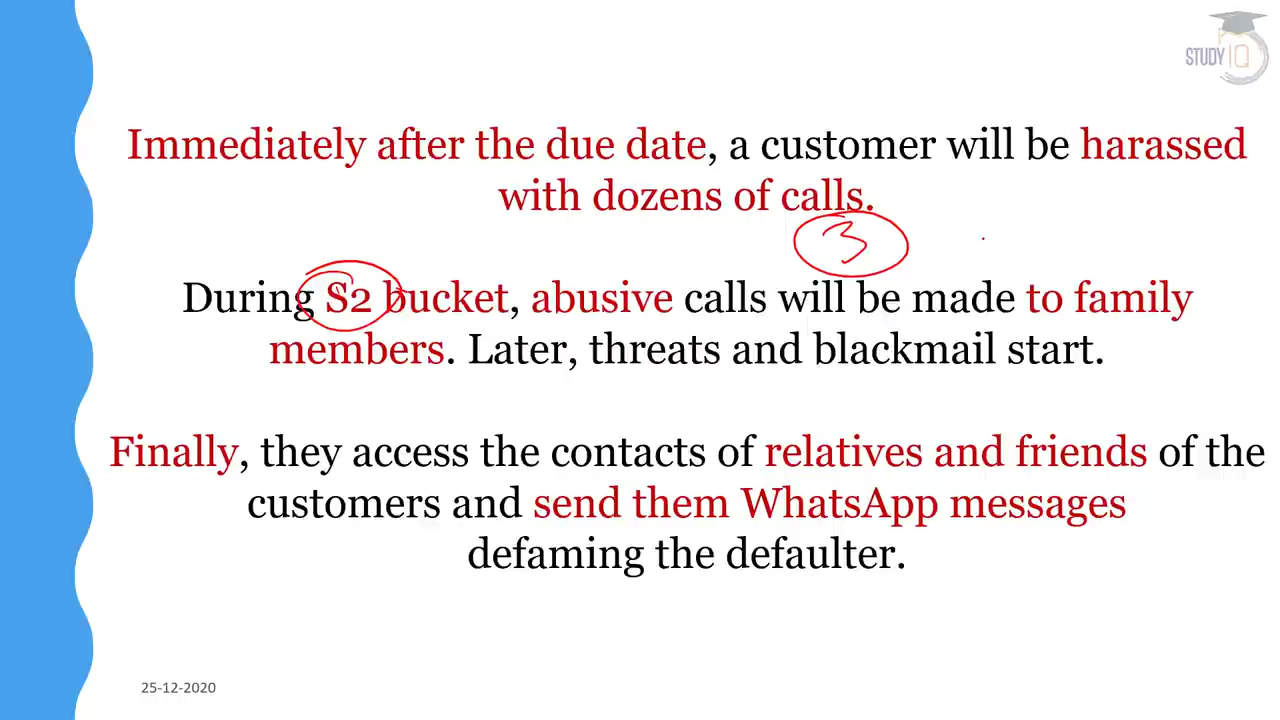 STUDY IQ
Immediately after the due date, a customer will be harassed
with dozens of calls.
3
During S2 bucket, abusive calls will be made to family
members. Later, threats and blackmail start.
Finally, they access the contacts of relatives and friends of the
customers and send them WhatsApp messages
defaming the defaulter.
25-12-2020